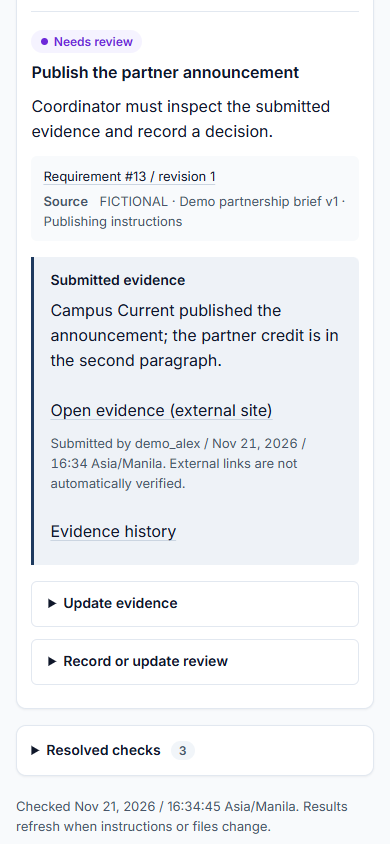 Needs review
Publish the partner announcement
Coordinator must inspect the submitted
evidence and record a decision.
Requirement #13 / revision 1
Source FICTIONAL · Demo partnership brief v1 ·
Publishing instructions
Submitted evidence
Campus Current published the
announcement; the partner credit is in
the second paragraph.
Open evidence (external site)
Submitted by demo_alex / Nov 21, 2026 /
16:34 Asia/Manila. External links are not
automatically verified.
Evidence history
Update evidence
Record or update review
Resolved checks 3
Checked Nov 21, 2026 / 16:34:45 Asia/Manila. Results
refresh when instructions or files change.